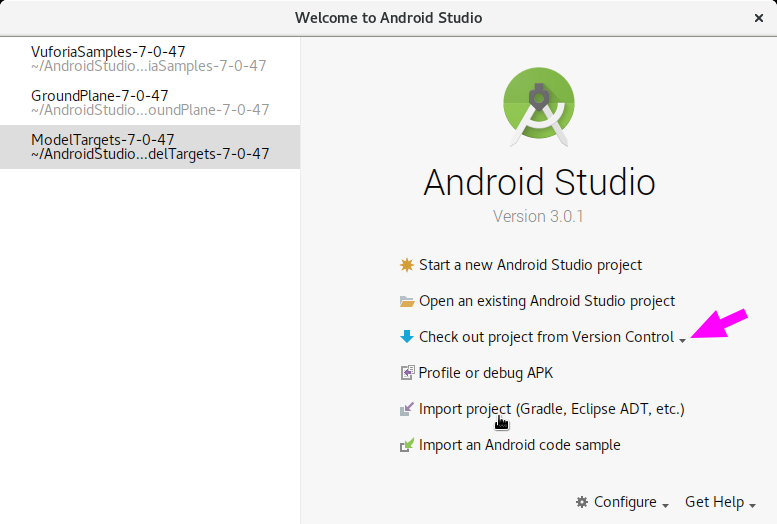 Welcome to Android Studio
VuforiaSamples-7-0-47
~/AndroidStudio...iaSamples-7-0-47
GroundPlane-7-0-47
~/AndroidStudio...oundPlane-7-0-47
ModelTargets-7-0-47
~/AndroidStudio...delTargets-7-0-47
Android Studio
Version 3.0.1
Start a new Android Studio project
Open an existing Android Studio project
Check out project from Version Control
Profile or debug APK
Import project (Gradle, Eclipse ADT, etc.)
Import an Android code sample
Configure Get Help